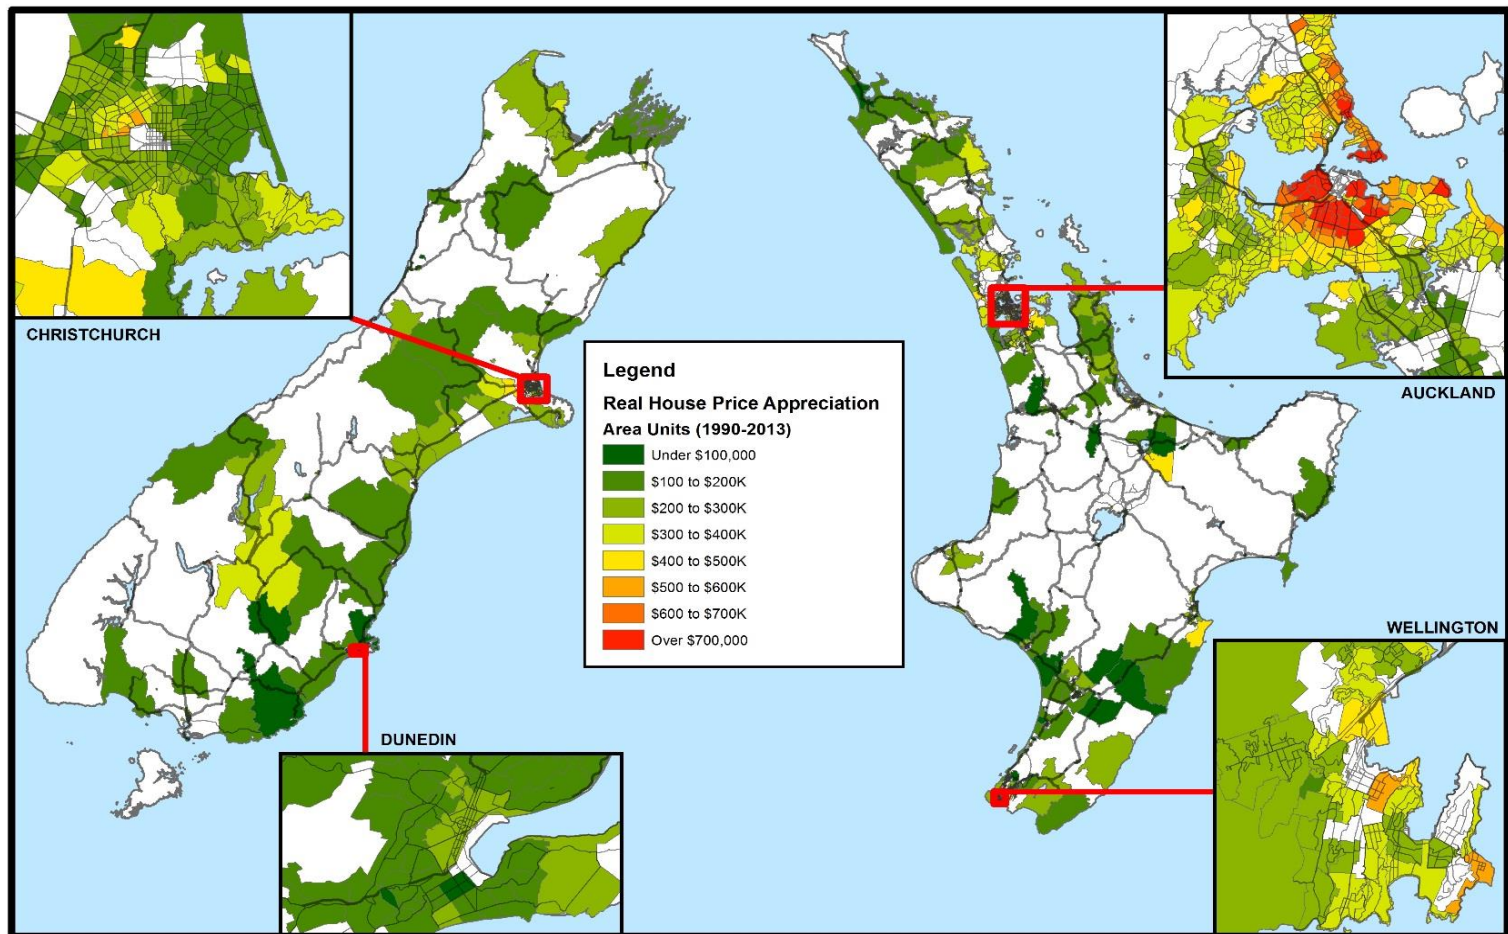 CHRISTCHURCH
AUCKLAND
Legend
Real House Price Appreciation
Area Units (1990-2013)
Under $100,000
$100 to $200K
$200 to $300K
$300 to $400K
$400 to $500K
$500 to $600K
$600 to $700K
Over $700,000
WELLINGTON
DUNEDIN